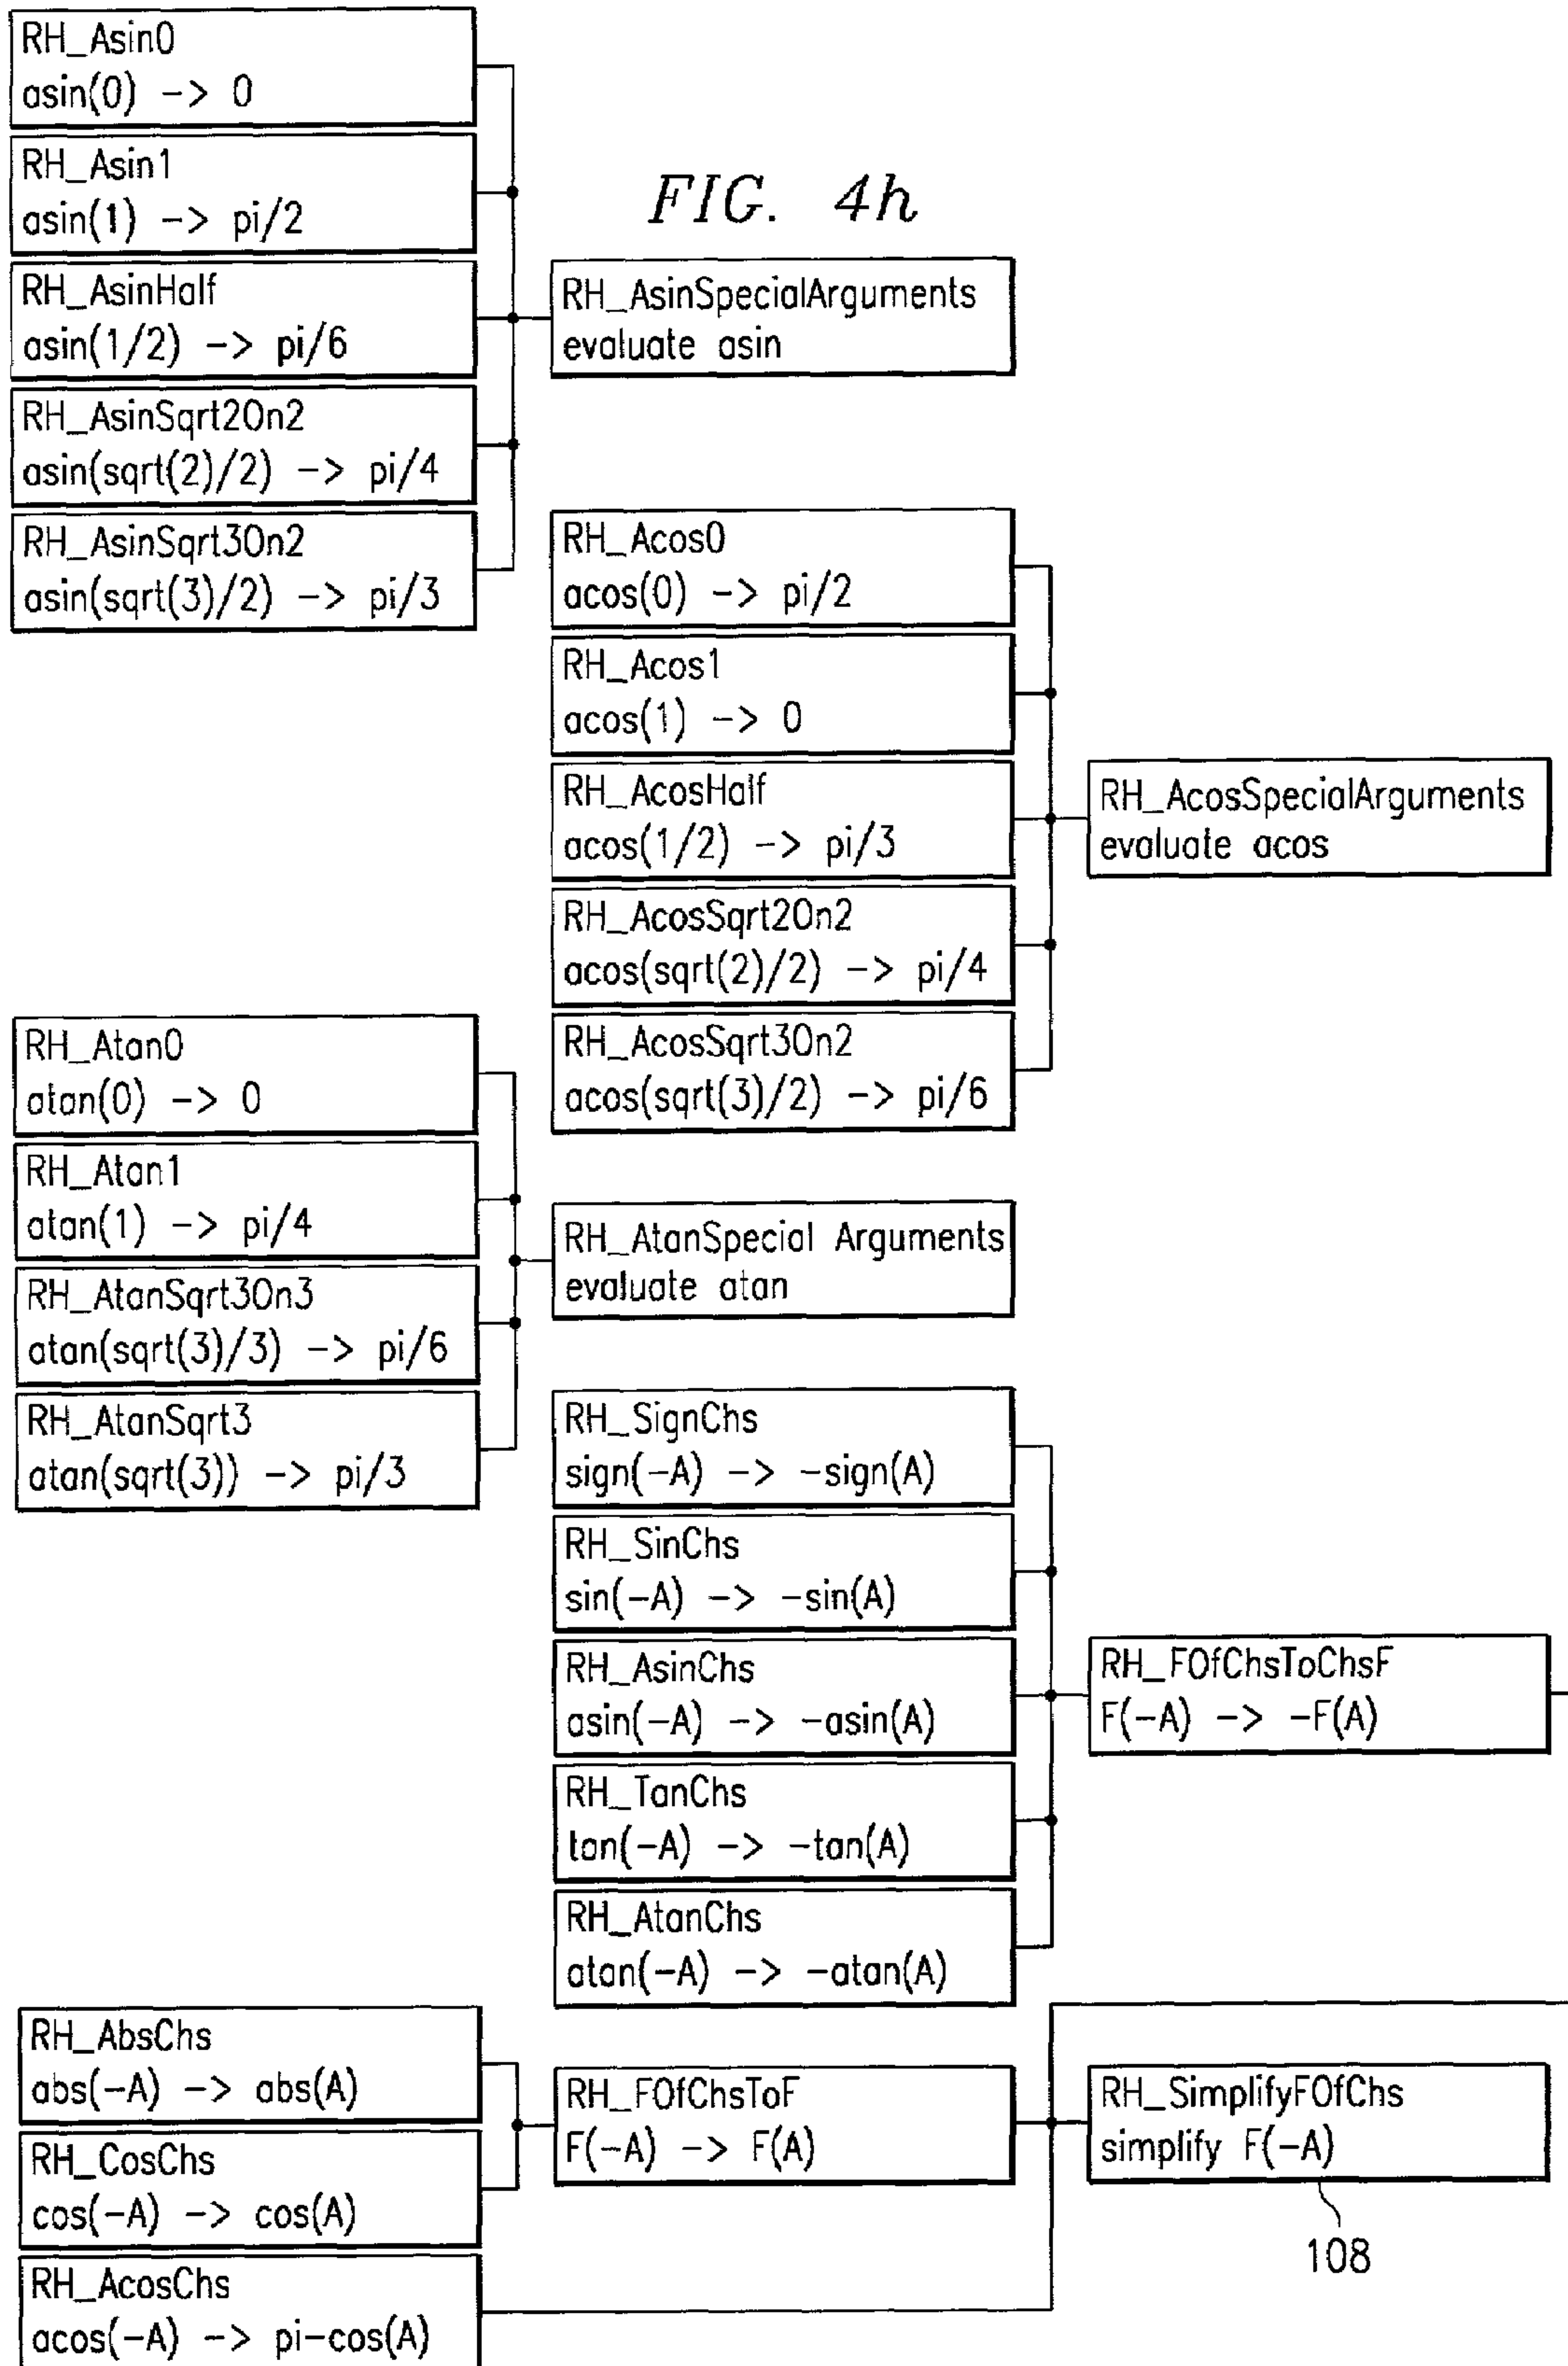 RH_Asin0
asin(0) -> 0
RH_Asin1
asin(1) -> pi/2
FIG. 4h
RH_AsinHalf
asin(1/2) -> pi/6
RH_AsinSpecialArguments
evaluate asin
RH_AsinSqrt2On2
asin(sqrt(2)/2) -> pi/4
RH_AsinSqrt3On2
asin(sqrt(3)/2) -> pi/3
RH_Acos0
acos(0) -> pi/2
RH_Acos1
acos(1) -> 0
RH_AcosHalf
acos(1/2) -> pi/3
RH_AcosSpecialArguments
evaluate acos
RH_AcosSqrt2On2
acos(sqrt(2)/2) -> pi/4
RH_AcosSqrt3On2
acos(sqrt(3)/2) -> pi/6
RH_Atan0
atan(0) -> 0
RH_Atan1
atan(1) -> pi/4
RH_AtanSpecial Arguments
evaluate atan
RH_AtanSqrt3On3
atan(sqrt(3)/3) -> pi/6
RH_AtanSqrt3
atan(sqrt(3)) -> pi/3
RH_SignChs
sign(-A) -> -sign(A)
RH_SinChs
sin(-A) -> -sin(A)
RH_AsinChs
asin(-A) -> -asin(A)
RH_FOfChsToChsF
F(-A) -> -F(A)
RH_TanChs
tan(-A) -> -tan(A)
RH_AtanChs
atan(-A) -> -atan(A)
RH_AbsChs
abs(-A) -> abs(A)
RH_FOfChsToF
F(-A) -> F(A)
RH_SimplifyFOfChs
simplify F(-A)
108
RH_CosChs
cos(-A) -> cos(A)
RH_AcosChs
acos(-A) -> pi-cos(A)